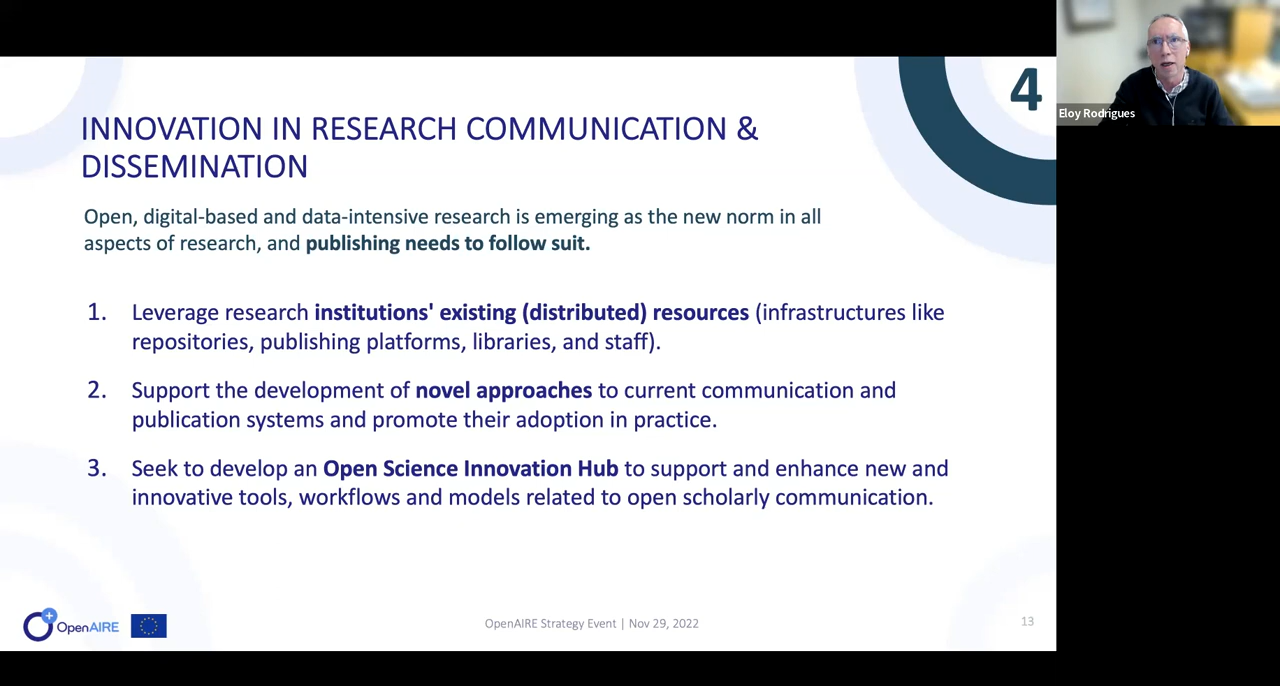 4
INNOVATION IN RESEARCH COMMUNICATION &
DISSEMINATION
Open, digital-based and data-intensive research is emerging as the new norm in all
aspects of research, and publishing needs to follow suit.
1. Leverage research institutions' existing (distributed) resources (infrastructures like
repositories, publishing platforms, libraries, and staff).
2. Support the development of novel approaches to current communication and
publication systems and promote their adoption in practice.
3. Seek to develop an Open Science Innovation Hub to support and enhance new and
innovative tools, workflows and models related to open scholarly communication.
OpenAIRE
OpenAIRE Strategy Event | Nov 29, 2022
13
Eloy Rodrigues